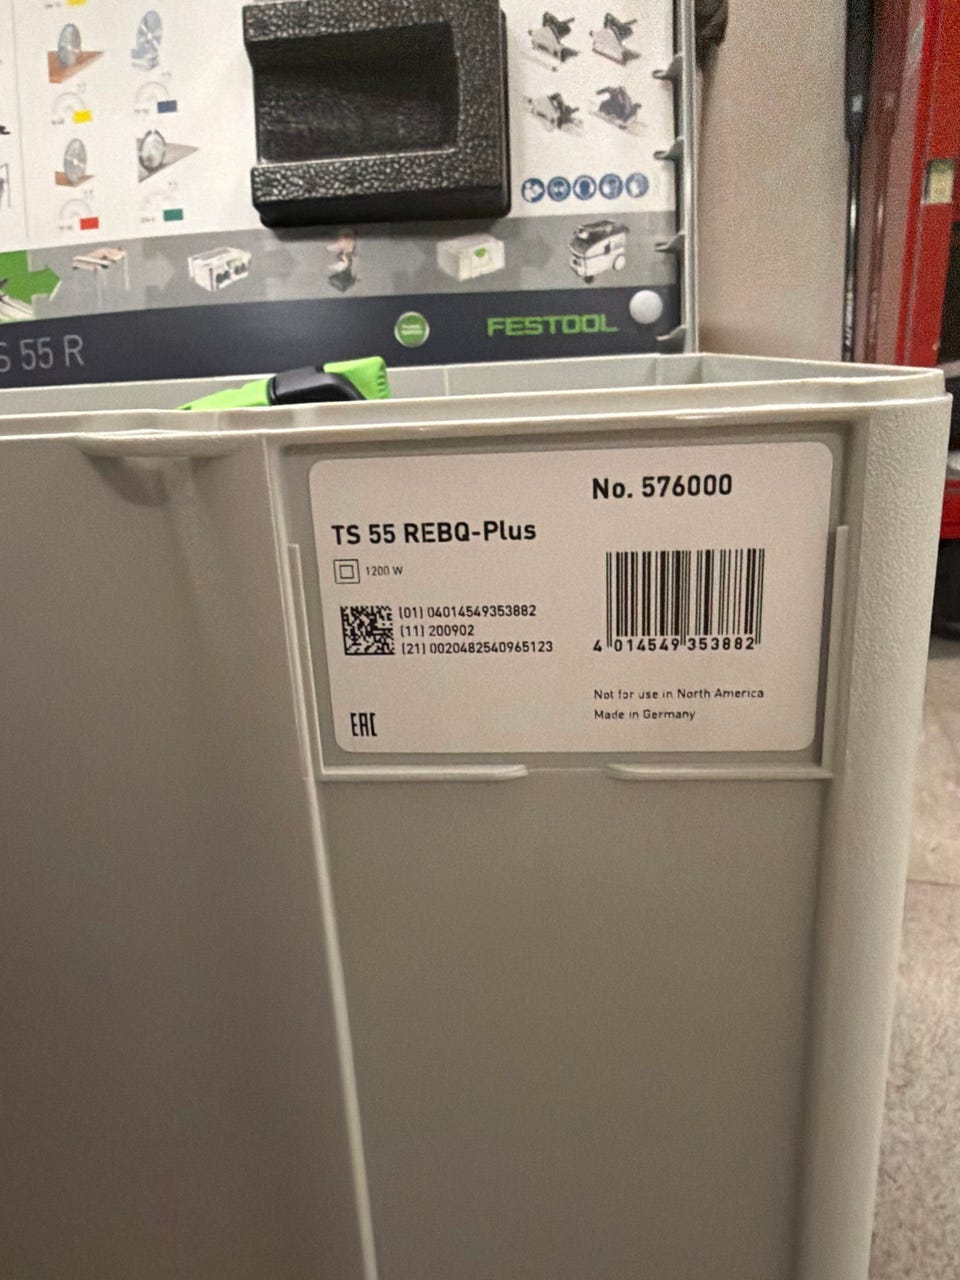 FESTOOL
S 55 R
No. 576000
TS 55 REBQ-Plus
1200 W
(01) 04014549353882
(11) 200902
(21) 0020482540965123
4 014549 353882
Not for use in North America
Made in Germany
EAC